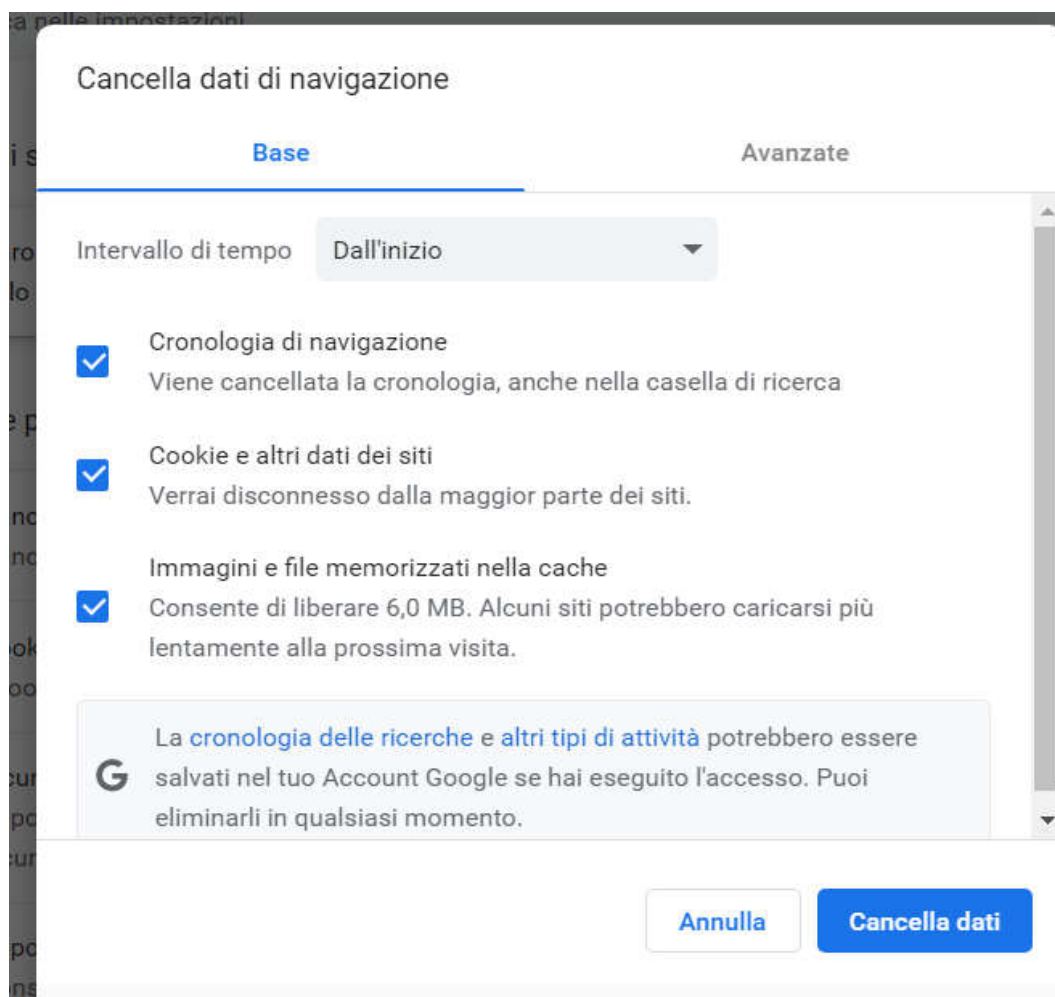 ca nelle impostazioni
Cancella dati di navigazione
Base
Avanzate
Intervallo di tempo
Dall'inizio
Cronologia di navigazione
Viene cancellata la cronologia, anche nella casella di ricerca
Cookie e altri dati dei siti
Verrai disconnesso dalla maggior parte dei siti.
Immagini e file memorizzati nella cache
Consente di liberare 6,0 MB. Alcuni siti potrebbero caricarsi più
lentamente alla prossima visita.
La cronologia delle ricerche e altri tipi di attività potrebbero essere
G salvati nel tuo Account Google se hai eseguito l'accesso. Puoi
eliminarli in qualsiasi momento.
Annulla
Cancella dati